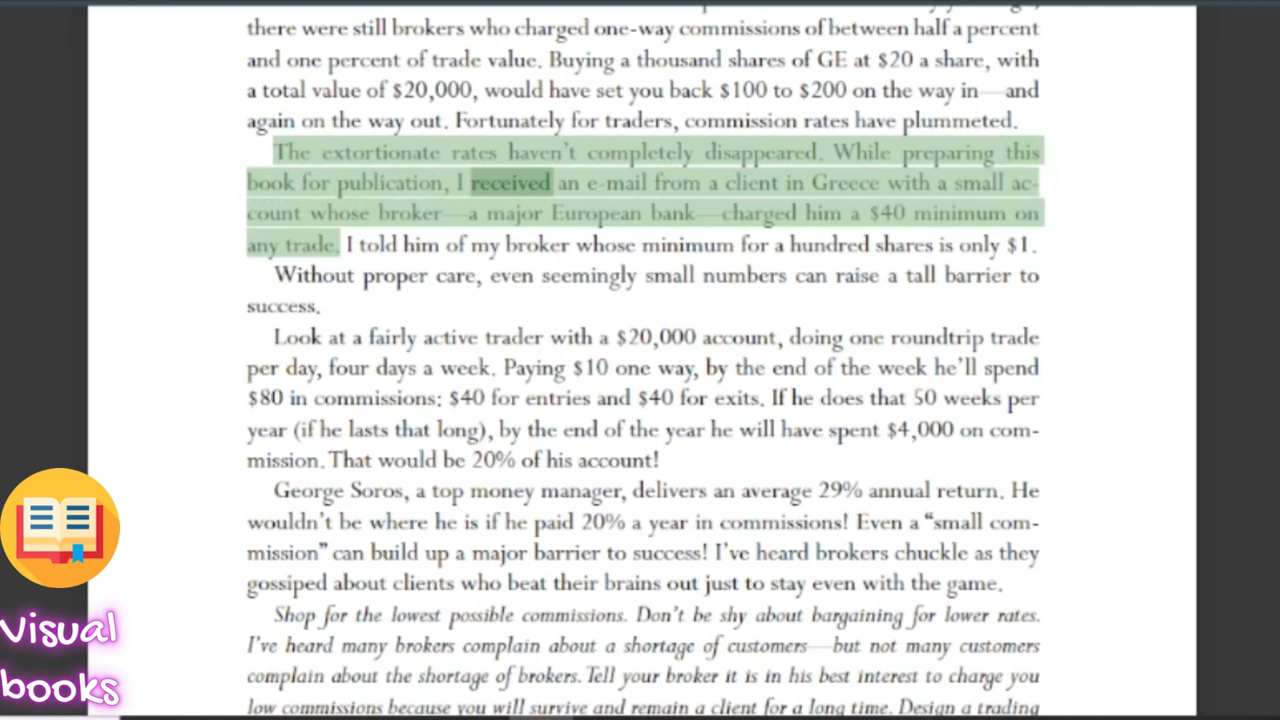 there were still brokers who charged one-way commissions of between half a percent
and one percent of trade value. Buying a thousand shares of GE at $20 a share, with
a total value of $20,000, would have set you back $100 to $200 on the way in—and
again on the way out. Fortunately for traders, commission rates have plummeted.
The extortionate rates haven't completely disappeared. While preparing this
book for publication, I received an e-mail from a client in Greece with a small ac-
count whose broker—a major European bank—charged him a $40 minimum on
any trade. I told him of my broker whose minimum for a hundred shares is only $1.
Without proper care, even seemingly small numbers can raise a tall barrier to
success.
Look at a fairly active trader with a $20,000 account, doing one roundtrip trade
per day, four days a week. Paying $10 one way, by the end of the week he'll spend
$80 in commissions: $40 for entries and $40 for exits. If he does that 50 weeks per
year (if he lasts that long), by the end of the year he will have spent $4,000 on com-
mission. That would be 20% of his account!
George Soros, a top money manager, delivers an average 29% annual return. He
wouldn't be where he is if he paid 20% a year in commissions! Even a “small com-
mission” can build up a major barrier to success! I've heard brokers chuckle as they
gossiped about clients who beat their brains out just to stay even with the game.
Shop for the lowest possible commissions. Don't be shy about bargaining for lower rates.
I've heard many brokers complain about a shortage of customers—but not many customers
complain about the shortage of brokers. Tell your broker it is in his best interest to charge you
low commissions because you will survive and remain a client for a long time. Design a trading
Visual
books